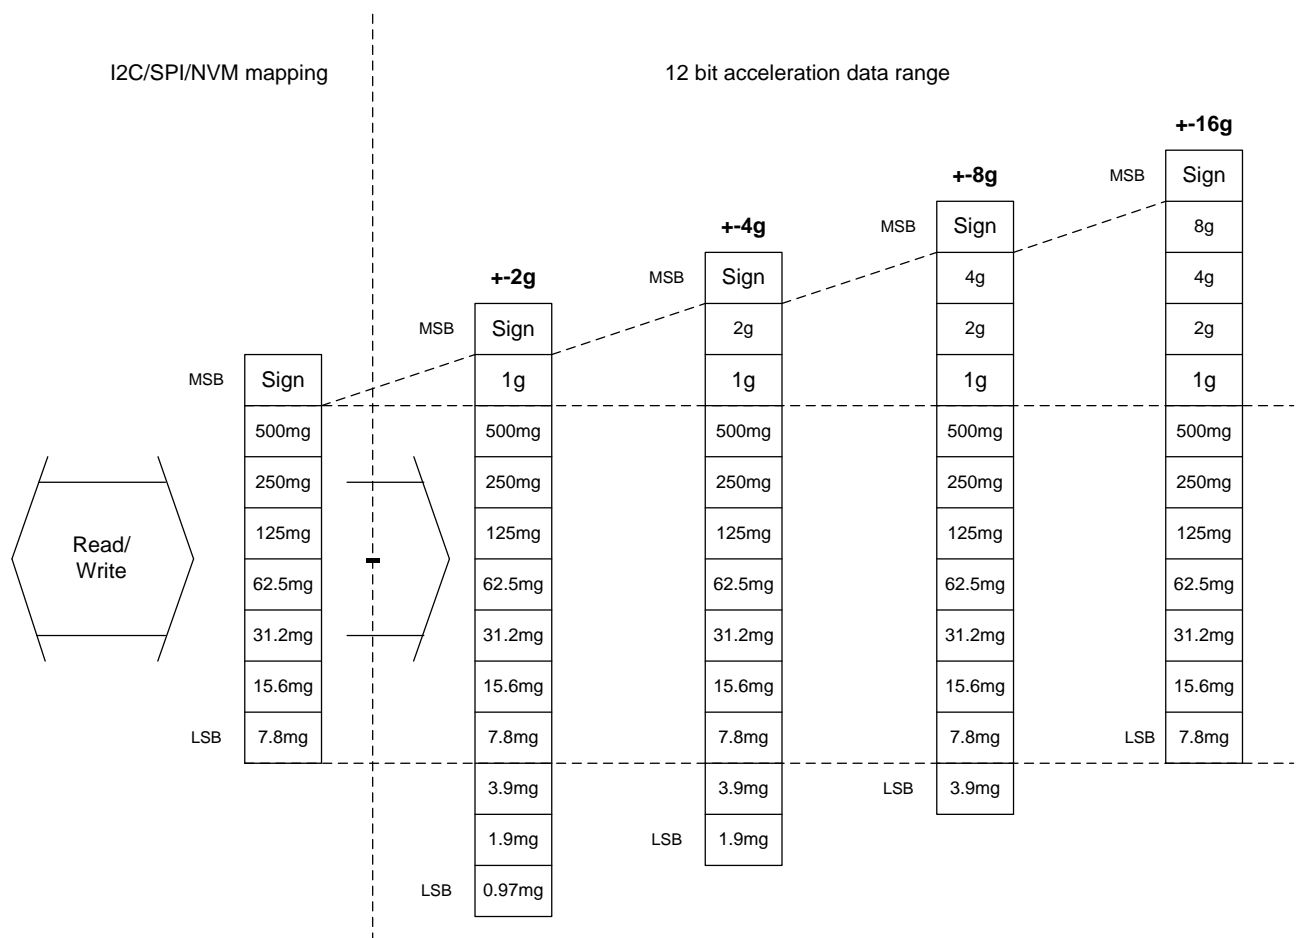 I2C/SPI/NVM mapping
12 bit acceleration data range
Read/
Write
MSB
Sign
500mg
250mg
125mg
62.5mg
31.2mg
15.6mg
LSB
7.8mg
+-2g
MSB
Sign
1g
500mg
250mg
125mg
62.5mg
31.2mg
15.6mg
7.8mg
3.9mg
1.9mg
LSB
0.97mg
+-4g
MSB
Sign
2g
1g
500mg
250mg
125mg
62.5mg
31.2mg
15.6mg
7.8mg
3.9mg
LSB
1.9mg
+-8g
MSB
Sign
4g
2g
1g
500mg
250mg
125mg
62.5mg
31.2mg
15.6mg
7.8mg
LSB
3.9mg
+-16g
MSB
Sign
8g
4g
2g
1g
500mg
250mg
125mg
62.5mg
31.2mg
15.6mg
LSB
7.8mg